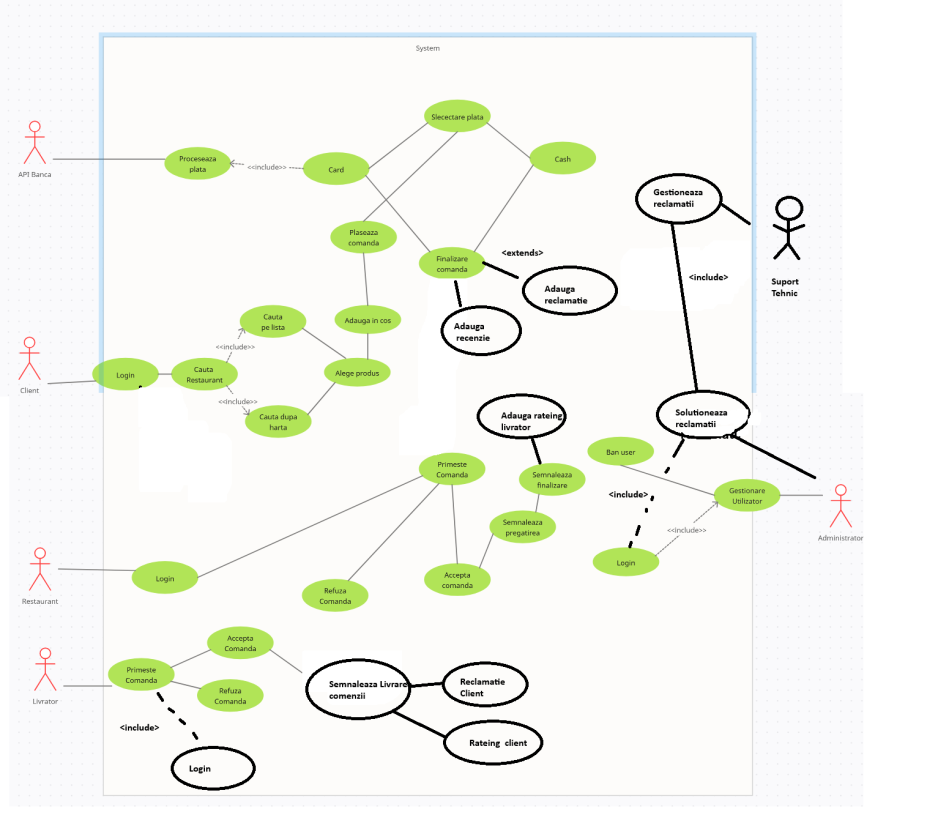 System
Slecectare plata
API Banca
Proceseaza
plata
<<include>>
Card
Cash
Gestioneaza
reclamatii
Plaseaza
comanda
Finalizare
comanda
<extends>
<include>
Suport
Tehnic
Adauga
reclamatie
Cauta
pe lista
Adauga in cos
Adauga
recenzie
<<include>>
Client
Login
Cauta
Restaurant
Alege produs
<<Include>>
Cauta dupa
harta
Adauga rateing
livrator
Solutioneaza
reclamatii
Ban user
Primeste
Comanda
Semnaleaza
finalizare
<include>
Gestionare
Utilizator
Semnaleaza
pregatirea
<<include>>
Administrator
Restaurant
Login
Refuza
Comanda
Accepta
comanda
Login
Accepta
Comanda
Livrator
Primeste
Comanda
Refuza
Comanda
Semnaleaza Livrare
comenzii
Reclamatie
Client
<include>
Rateing client
Login